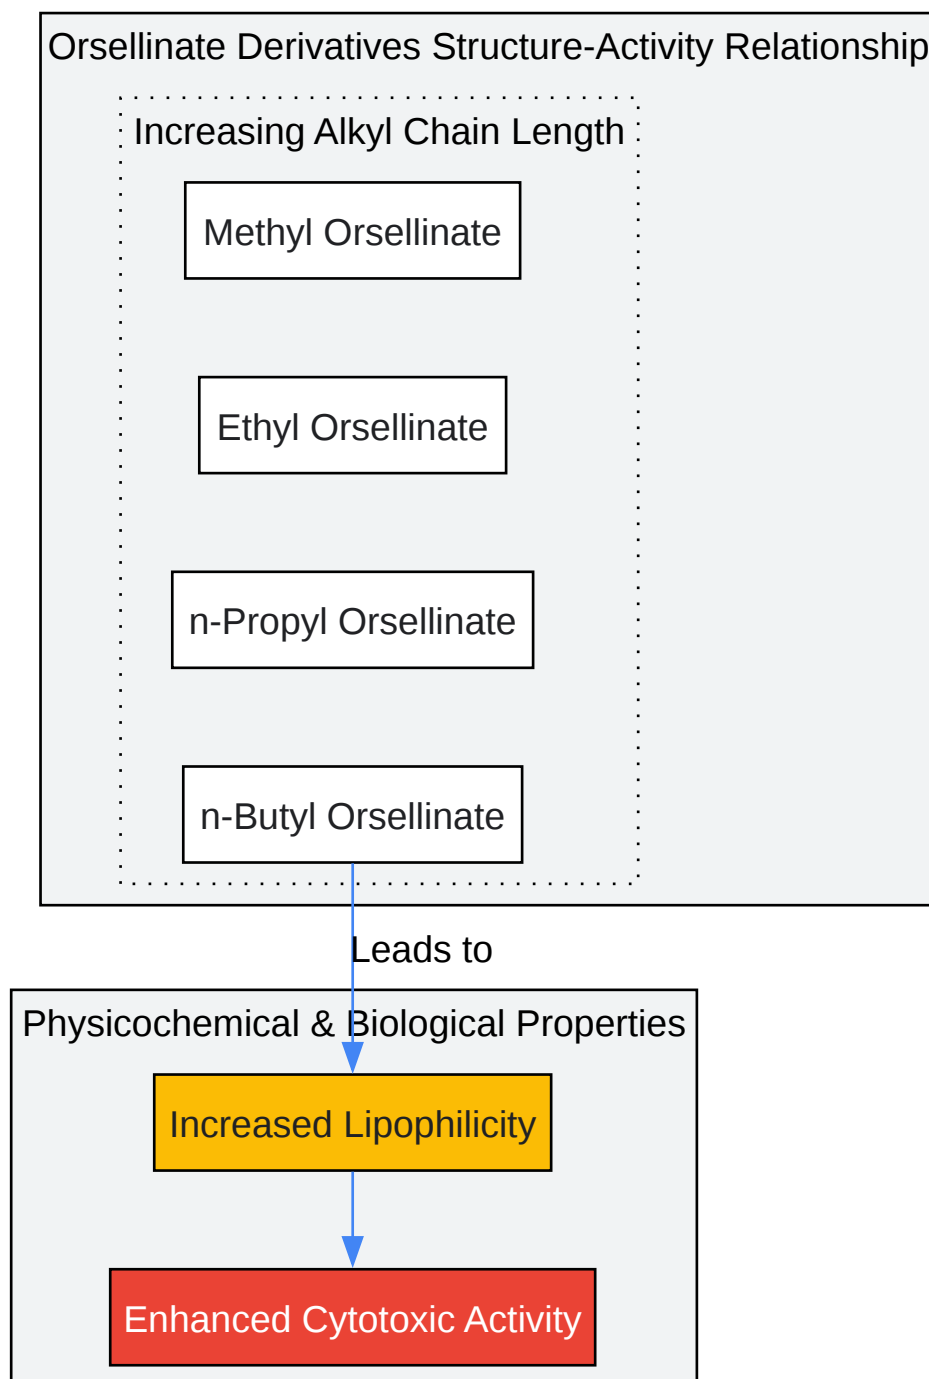 Orsellinate Derivatives Structure-Activity Relationship
Increasing Alkyl Chain Length
Methyl Orsellinate
Ethyl Orsellinate
n-Propyl Orsellinate
n-Butyl Orsellinate
Leads to
Physicochemical & Biological Properties
Increased Lipophilicity
Enhanced Cytotoxic Activity